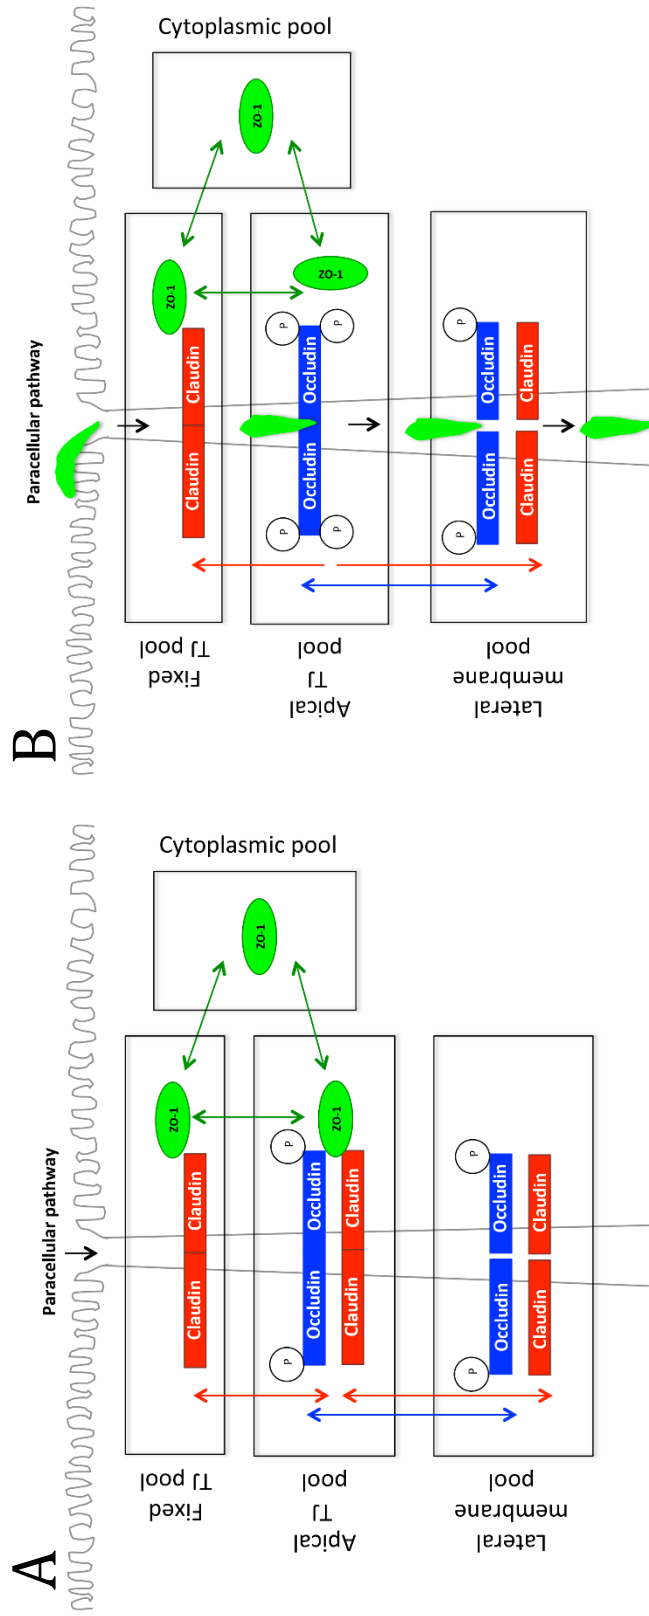 B
Paracellular pathway
Cytoplasmic pool
ZO-1
Fixed
TJ pool
ZO-1
Claudin
Claudin
Apical
TJ
pool
P
P
Occludin
Occludin
P
P
ZO-1
Lateral
membrane
pool
P
P
Occludin
Occludin
Claudin
Claudin
A
Paracellular pathway
Cytoplasmic pool
ZO-1
Fixed
TJ pool
ZO-1
Claudin
Claudin
Apical
TJ
pool
P
P
Occludin
Occludin
ZO-1
Claudin
Claudin
Lateral
membrane
pool
P
P
Occludin
Occludin
Claudin
Claudin